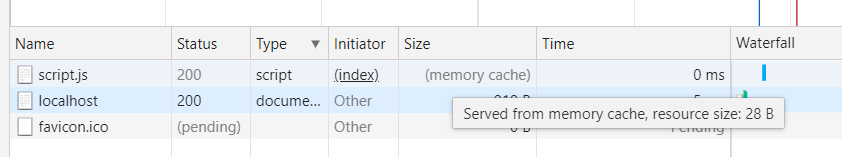 Name Status Type ▼ Initiator Size Time Waterfall
script.js 200 script (index) (memory cache) 0 ms
localhost 200 docume... Other
Served from memory cache, resource size: 28 B
favicon.ico (pending) Other